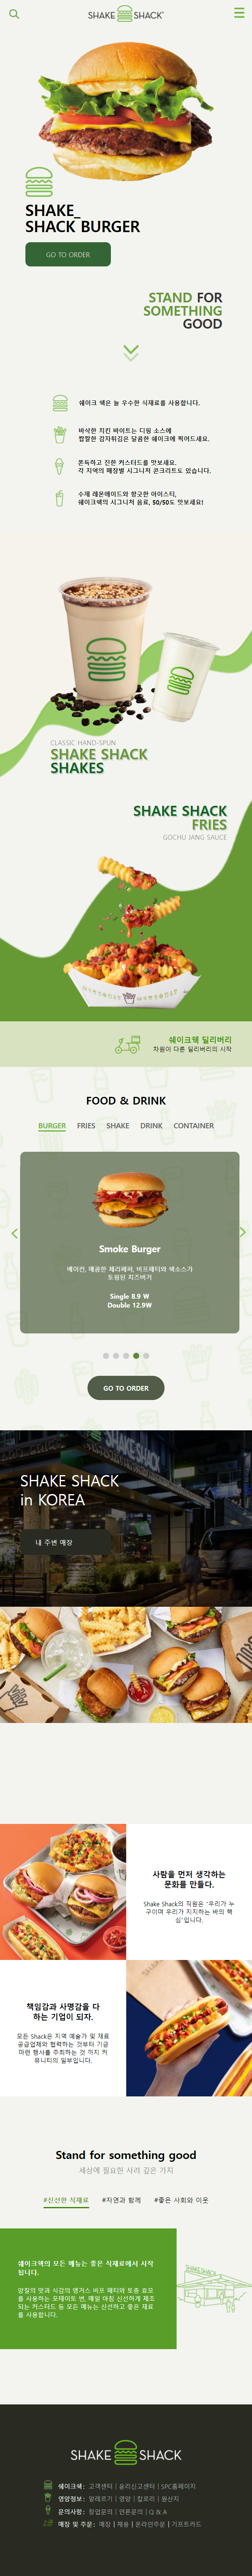 SHAKE SHACK
SHAKE_
SHACK BURGER
GO TO ORDER
STAND FOR
SOMETHING
GOOD
쉐이크 쉑은 늘 우수한 식재료를 사용합니다.
바삭한 치킨 바이트는 디핑 소스에
짭짤한 감자튀김은 달콤한 쉐이크에 찍어드세요.
쫀득하고 진한 커스터드를 맛보세요.
각 지역의 매장별 시그니처 콘크리트도 있습니다.
수제 레몬에이드와 향긋한 아이스티,
쉐이크쉑의 시그니처 음료, 50/50도 맛보세요!
CLASSIC HAND-SPUN
SHAKE SHACK
SHAKES
SHAKE SHACK
FRIES
GOCHU JANG SAUCE
쉐이크쉑 딜리버리
차원이 다른 딜리버리의 시작
FOOD & DRINK
BURGER FRIES SHAKE DRINK CONTAINER
Smoke Burger
베이컨, 매콤한 체리페퍼, 비프패티와 쉑소스가
토핑된 치즈버거
Single 8.9 W
Double 12.9W
GO TO ORDER
SHAKE SHACK
in KOREA
내 주변 매장
사람을 먼저 생각하는
문화를 만들다.
Shake Shack의 직원은 "우리가 누
구이며 우리가 지지하는 바의 핵
심"입니다.
책임감과 사명감을 다
하는 기업이 되자.
모든 Shack은 지역 예술가 및 재료
공급업체와 협력하는 것부터 기금
마련 행사를 주최하는 것 까지 커
뮤니티의 일부입니다.
Stand for something good
세상에 필요한 사려 깊은 가치
#신선한 식재료 #자연과 함께 #좋은 사회와 이웃
쉐이크쉑의 모든 메뉴는 좋은 식재료에서 시작
됩니다.
양질의 맛과 식감의 앵거스 비프 패티와 토종 효모
를 사용하는 포테이토 번, 매일 아침 신선하게 제조
되는 커스터드 등 모든 메뉴는 신선하고 좋은 재료
를 사용합니다.
SHAKE SHACK
SHAKE SHACK
쉐이크쉑: 고객센터 | 윤리신고센터 | SPC홈페이지
영양정보: 알레르기 | 영양 | 칼로리 | 원산지
문의사항: 창업문의 | 언론문의 | Q & A
매장 및 주문: 매장 | 채용 | 온라인주문 | 기프트카드